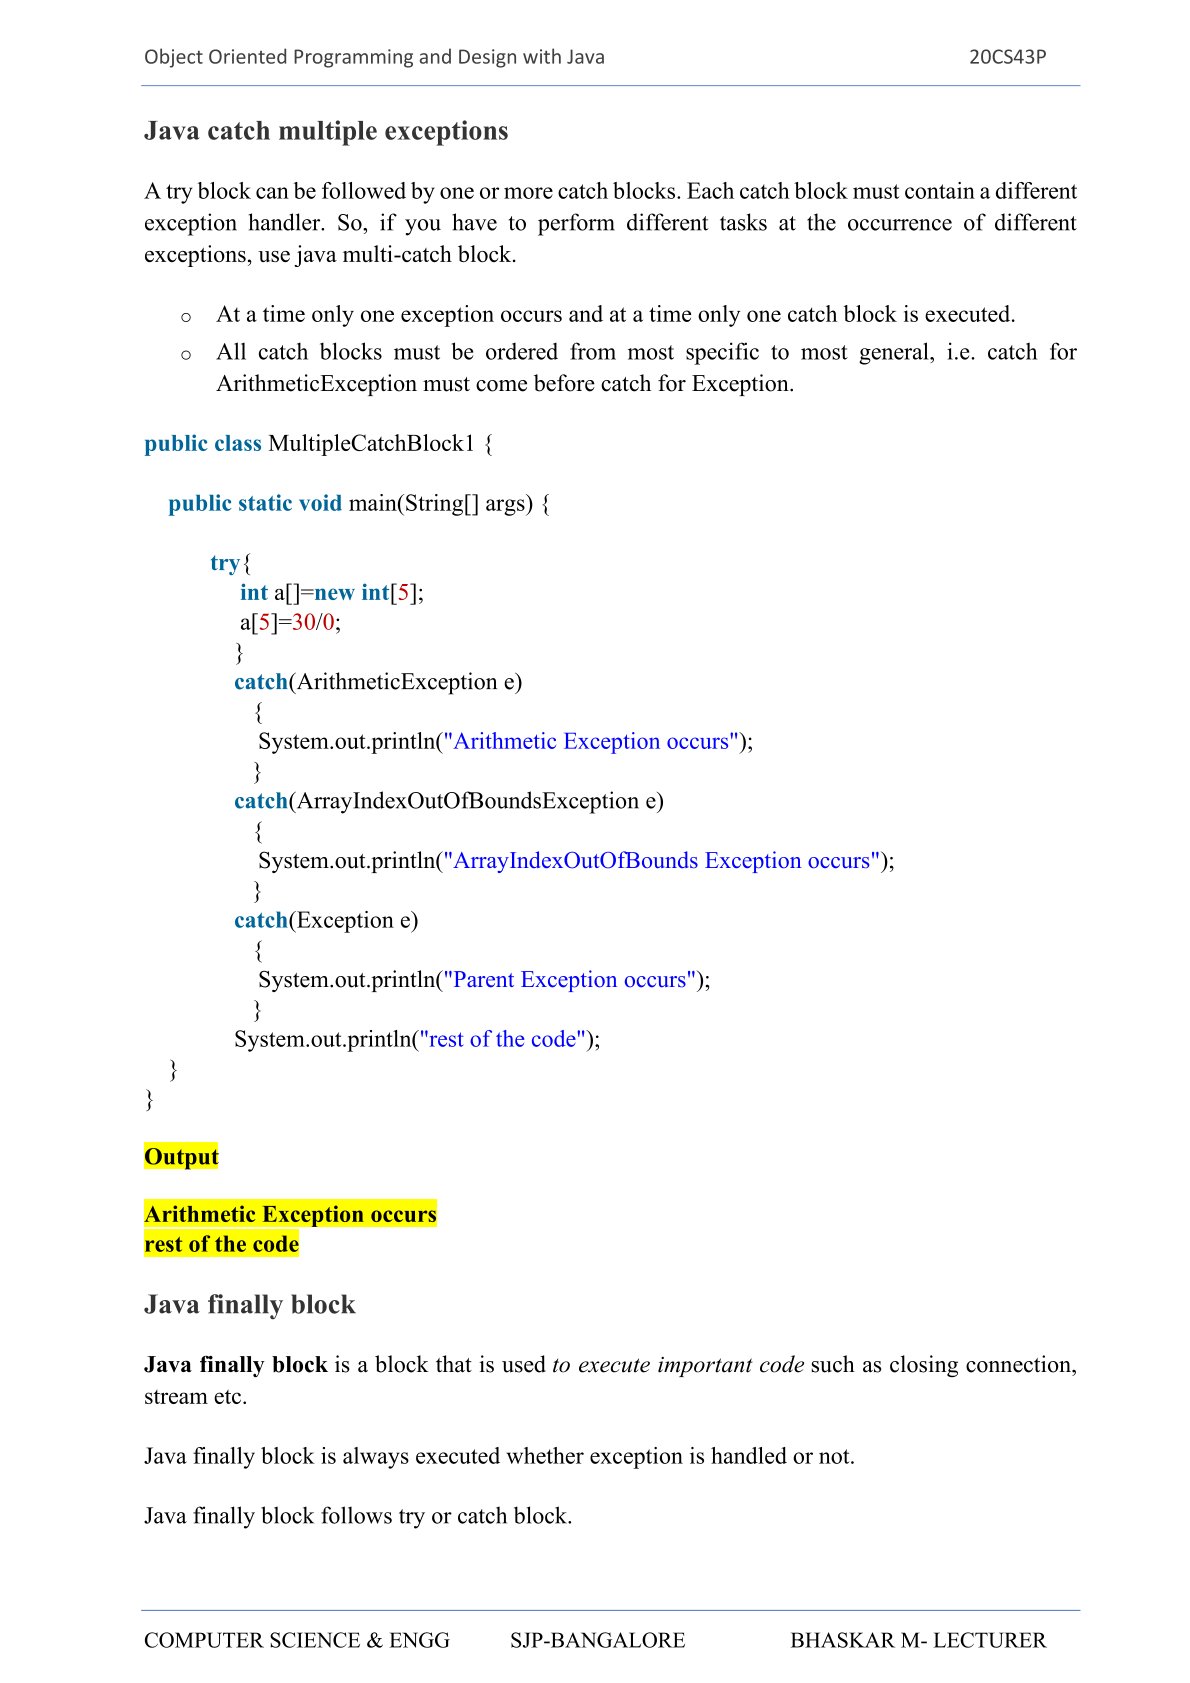 Object Oriented Programming and Design with Java 20CS43P
Java catch multiple exceptions
A try block can be followed by one or more catch blocks. Each catch block must contain a different
exception handler. So, if you have to perform different tasks at the occurrence of different
exceptions, use java multi-catch block.
o At a time only one exception occurs and at a time only one catch block is executed.
o All catch blocks must be ordered from most specific to most general, i.e. catch for
ArithmeticException must come before catch for Exception.
public class MultipleCatchBlock1 {
public static void main(String[] args) {
try{
int a[]=new int[5];
a[5]=30/0;
}
catch(ArithmeticException e)
{
System.out.println("Arithmetic Exception occurs");
}
catch(ArrayIndexOutOfBoundsException e)
{
System.out.println("ArrayIndexOutOfBounds Exception occurs");
}
catch(Exception e)
{
System.out.println("Parent Exception occurs");
}
System.out.println("rest of the code");
}
}
Output
Arithmetic Exception occurs
rest of the code
Java finally block
Java finally block is a block that is used to execute important code such as closing connection,
stream etc.
Java finally block is always executed whether exception is handled or not.
Java finally block follows try or catch block.
COMPUTER SCIENCE & ENGG SJP-BANGALORE BHASKAR M- LECTURER